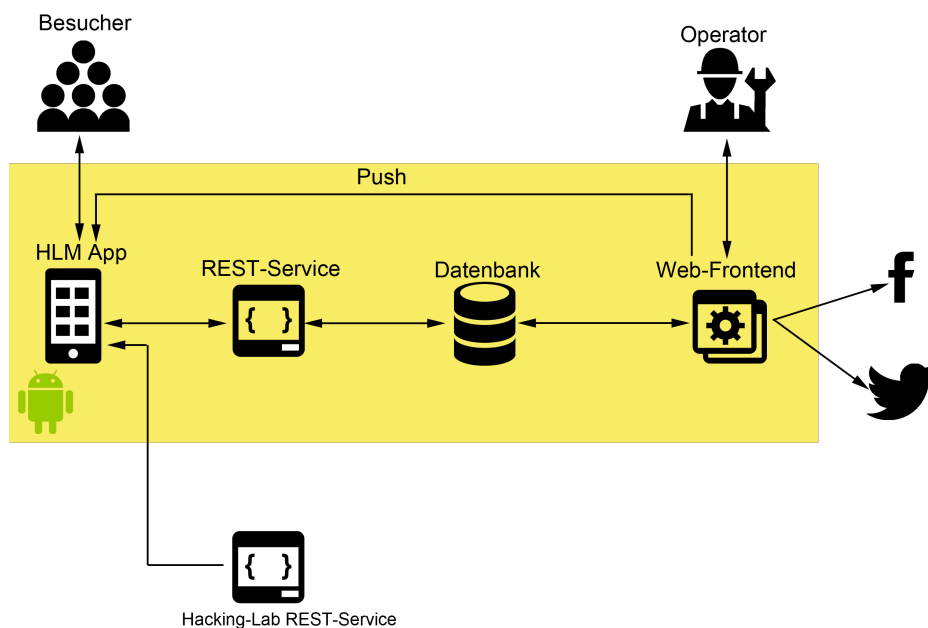 Besucher
Operator
Push
HLM App
REST-Service
Datenbank
Web-Frontend
{ }
{ }
Hacking-Lab REST-Service